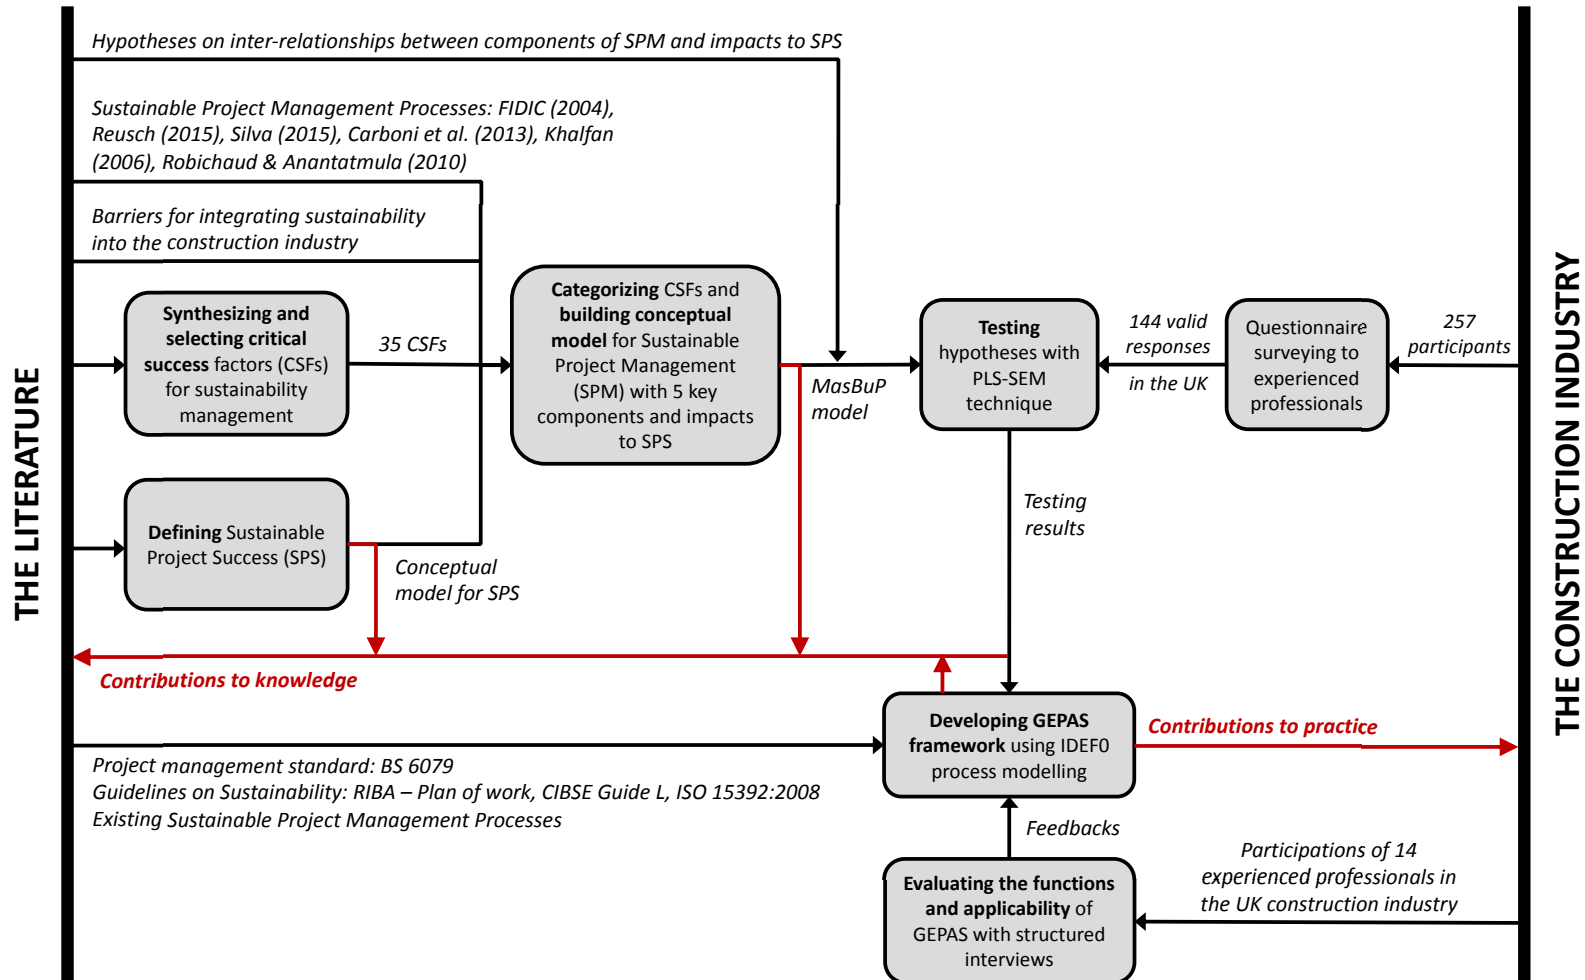 THE LITERATURE
Hypotheses on inter-relationships between components of SPM and impacts to SPS
Sustainable Project Management Processes: FIDIC (2004),
Reusch (2015), Silva (2015), Carboni et al. (2013), Khalfan
(2006), Robichaud & Anantatmula (2010)
Barriers for integrating sustainability
into the construction industry
Synthesizing and
selecting critical
success factors (CSFs)
for sustainability
management
35 CSFs
Categorizing CSFs and
building conceptual
model for Sustainable
Project Management
(SPM) with 5 key
components and impacts
to SPS
MasBuP
model
Testing
hypotheses with
PLS-SEM
technique
144 valid
responses
in the UK
Questionnaire
surveying to
experienced
professionals
257
participants
Defining Sustainable
Project Success (SPS)
Conceptual
model for SPS
Testing
results
Contributions to knowledge
Developing GEPAS
framework using IDEF0
process modelling
Contributions to practice
Project management standard: BS 6079
Guidelines on Sustainability: RIBA – Plan of work, CIBSE Guide L, ISO 15392:2008
Existing Sustainable Project Management Processes
Feedbacks
Evaluating the functions
and applicability of
GEPAS with structured
interviews
Participations of 14
experienced professionals in
the UK construction industry
THE CONSTRUCTION INDUSTRY